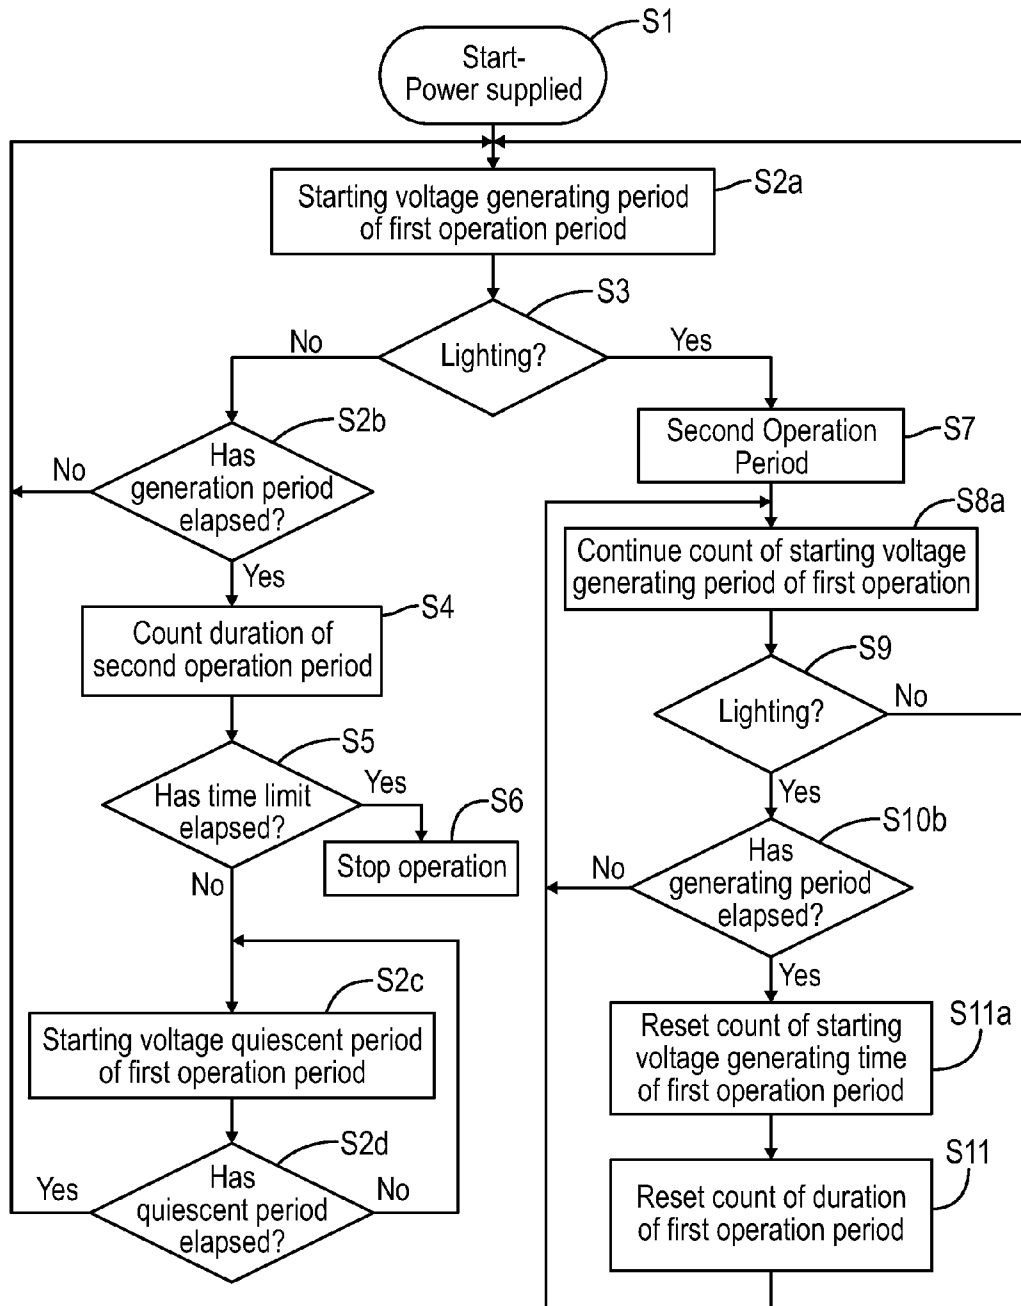 S1
Start-
Power supplied
S2a
Starting voltage generating period
of first operation period
S3
Lighting?
No
Yes
S2b
Has
generation period
elapsed?
No
Yes
S7
Second Operation
Period
S8a
Continue count of starting voltage
generating period of first operation
S4
Count duration of
second operation period
S9
Lighting?
No
Yes
S5
Has time limit
elapsed?
Yes
No
S6
Stop operation
S10b
Has
generating period
elapsed?
No
Yes
S2c
Starting voltage quiescent period
of first operation period
S11a
Reset count of starting
voltage generating time
of first operation period
S2d
Has
quiescent period
elapsed?
Yes
No
S11
Reset count of duration
of first operation period